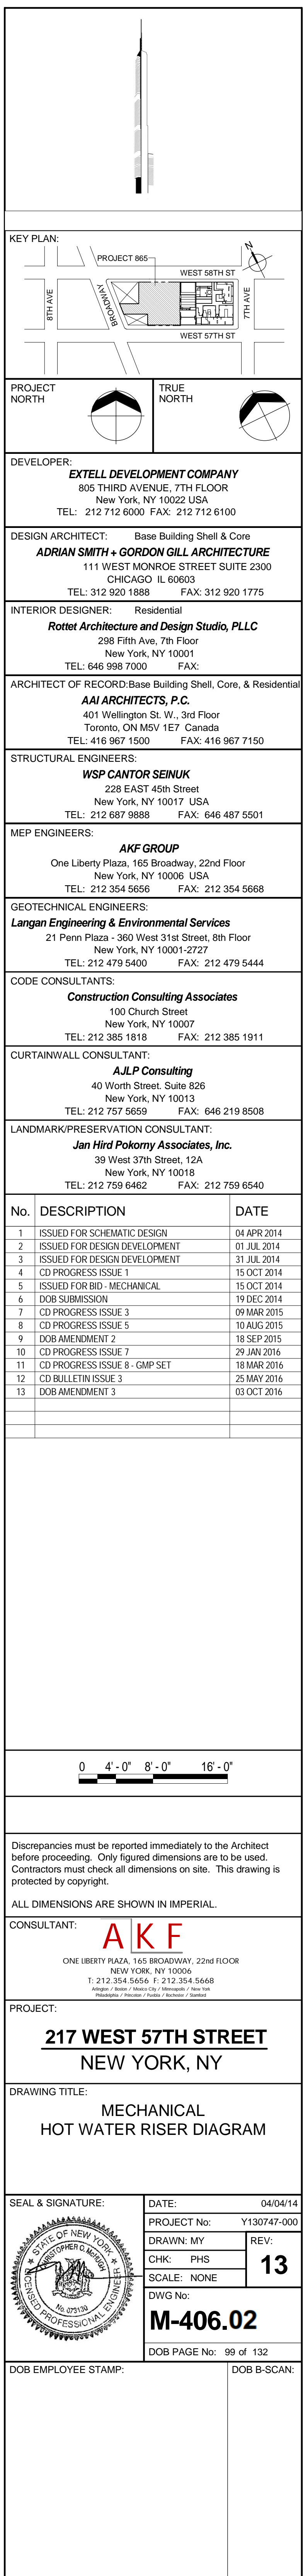 KEY PLAN:
N
PROJECT 865
WEST 58TH ST
8TH AVE
BROADWAY
7TH AVE
WEST 57TH ST
PROJECT
NORTH
TRUE
NORTH
DEVELOPER:
EXTELL DEVELOPMENT COMPANY
805 THIRD AVENUE, 7TH FLOOR
New York, NY 10022 USA
TEL: 212 712 6000 FAX: 212 712 6100
DESIGN ARCHITECT: Base Building Shell & Core
ADRIAN SMITH + GORDON GILL ARCHITECTURE
111 WEST MONROE STREET SUITE 2300
CHICAGO IL 60603
TEL: 312 920 1888 FAX: 312 920 1775
INTERIOR DESIGNER: Residential
Rottet Architecture and Design Studio, PLLC
298 Fifth Ave, 7th Floor
New York, NY 10001
TEL: 646 998 7000 FAX:
ARCHITECT OF RECORD:Base Building Shell, Core, & Residential
AAI ARCHITECTS, P.C.
401 Wellington St. W., 3rd Floor
Toronto, ON M5V 1E7 Canada
TEL: 416 967 1500 FAX: 416 967 7150
STRUCTURAL ENGINEERS:
WSP CANTOR SEINUK
228 EAST 45th Street
New York, NY 10017 USA
TEL: 212 687 9888 FAX: 646 487 5501
MEP ENGINEERS:
AKF GROUP
One Liberty Plaza, 165 Broadway, 22nd Floor
New York, NY 10006 USA
TEL: 212 354 5656 FAX: 212 354 5668
GEOTECHNICAL ENGINEERS:
Langan Engineering & Environmental Services
21 Penn Plaza - 360 West 31st Street, 8th Floor
New York, NY 10001-2727
TEL: 212 479 5400 FAX: 212 479 5444
CODE CONSULTANTS:
Construction Consulting Associates
100 Church Street
New York, NY 10007
TEL: 212 385 1818 FAX: 212 385 1911
CURTAINWALL CONSULTANT:
AJLP Consulting
40 Worth Street. Suite 826
New York, NY 10013
TEL: 212 757 5659 FAX: 646 219 8508
LANDMARK/PRESERVATION CONSULTANT:
Jan Hird Pokorny Associates, Inc.
39 West 37th Street, 12A
New York, NY 10018
TEL: 212 759 6462 FAX: 212 759 6540
No. DESCRIPTION DATE
1 ISSUED FOR SCHEMATIC DESIGN 04 APR 2014
2 ISSUED FOR DESIGN DEVELOPMENT 01 JUL 2014
3 ISSUED FOR DESIGN DEVELOPMENT 31 JUL 2014
4 CD PROGRESS ISSUE 1 15 OCT 2014
5 ISSUED FOR BID - MECHANICAL 15 OCT 2014
6 DOB SUBMISSION 19 DEC 2014
7 CD PROGRESS ISSUE 3 09 MAR 2015
8 CD PROGRESS ISSUE 5 10 AUG 2015
9 DOB AMENDMENT 2 18 SEP 2015
10 CD PROGRESS ISSUE 7 29 JAN 2016
11 CD PROGRESS ISSUE 8 - GMP SET 18 MAR 2016
12 CD BULLETIN ISSUE 3 25 MAY 2016
13 DOB AMENDMENT 3 03 OCT 2016
0 4' - 0" 8' - 0" 16' - 0"
Discrepancies must be reported immediately to the Architect
before proceeding. Only figured dimensions are to be used.
Contractors must check all dimensions on site. This drawing is
protected by copyright.
ALL DIMENSIONS ARE SHOWN IN IMPERIAL.
CONSULTANT:
AKF
ONE LIBERTY PLAZA, 165 BROADWAY, 22nd FLOOR
NEW YORK, NY 10006
T: 212.354.5656 F: 212.354.5668
Arlington / Boston / Mexico City / Minneapolis / New York
Philadelphia / Princeton / Puebla / Rochester / Stamford
PROJECT:
217 WEST 57TH STREET
NEW YORK, NY
DRAWING TITLE:
MECHANICAL
HOT WATER RISER DIAGRAM
SEAL & SIGNATURE:
STATE OF NEW YORK
CHRISTOPHER O. McHUGH
No. 073130
LICENSED PROFESSIONAL ENGINEER
DATE: 04/04/14
PROJECT No: Y130747-000
DRAWN: MY
CHK: PHS
SCALE: NONE
REV:
13
DWG No:
M-406.02
DOB PAGE No: 99 of 132
DOB EMPLOYEE STAMP:
DOB B-SCAN: